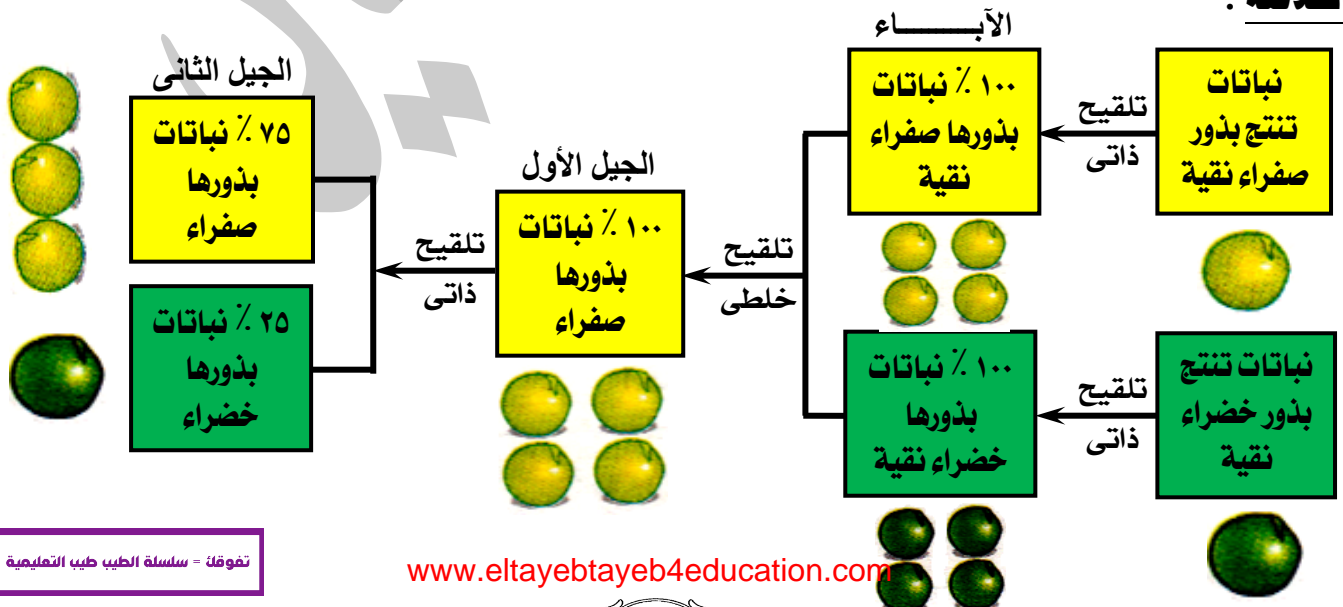 الآبـــــاء
نباتات
تنتج بذور
صفراء نقية
تلقيح
ذاتى
١٠٠ ٪ نباتات
بذورها صفراء
نقية
نباتات تنتج
بذور خضراء
نقية
تلقيح
ذاتى
١٠٠ ٪ نباتات
بذورها
خضراء نقية
تلقيح
خلطى
الجيل الأول
١٠٠ ٪ نباتات
بذورها
صفراء
تلقيح
ذاتى
الجيل الثانى
٧٥ ٪ نباتات
بذورها
صفراء
٢٥ ٪ نباتات
بذورها
خضراء
تفوقك = سلسلة الطيب طيب التعليمية
www.eltayebtayeb4education.com